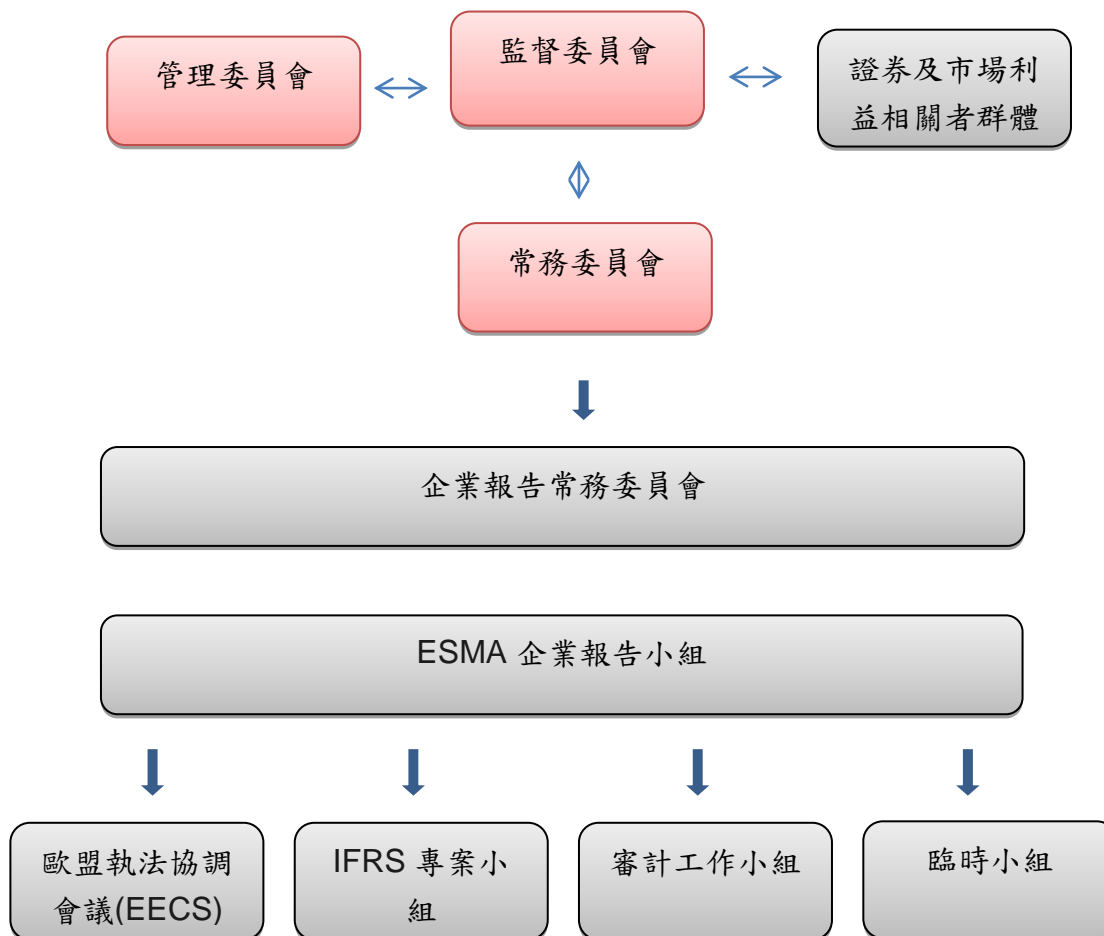 管理委員會
監督委員會
證券及市場利
益相關者群體
常務委員會
企業報告常務委員會
ESMA 企業報告小組
歐盟執法協調
會議(EECS)
IFRS 專案小
組
審計工作小組
臨時小組